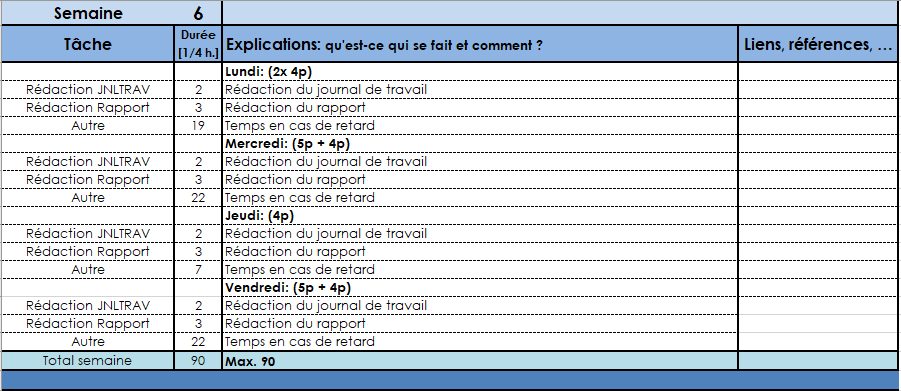 Semaine 6
Tâche Durée [1/4 h.] Explications: qu'est-ce qui se fait et comment ? Liens, références, ...
Lundi: (2x 4p)
Rédaction JNLTRAV 2 Rédaction du journal de travail
Rédaction Rapport 3 Rédaction du rapport
Autre 19 Temps en cas de retard
Mercredi: (5p + 4p)
Rédaction JNLTRAV 2 Rédaction du journal de travail
Rédaction Rapport 3 Rédaction du rapport
Autre 22 Temps en cas de retard
Jeudi: (4p)
Rédaction JNLTRAV 2 Rédaction du journal de travail
Rédaction Rapport 3 Rédaction du rapport
Autre 7 Temps en cas de retard
Vendredi: (5p + 4p)
Rédaction JNLTRAV 2 Rédaction du journal de travail
Rédaction Rapport 3 Rédaction du rapport
Autre 22 Temps en cas de retard
Total semaine 90 Max. 90